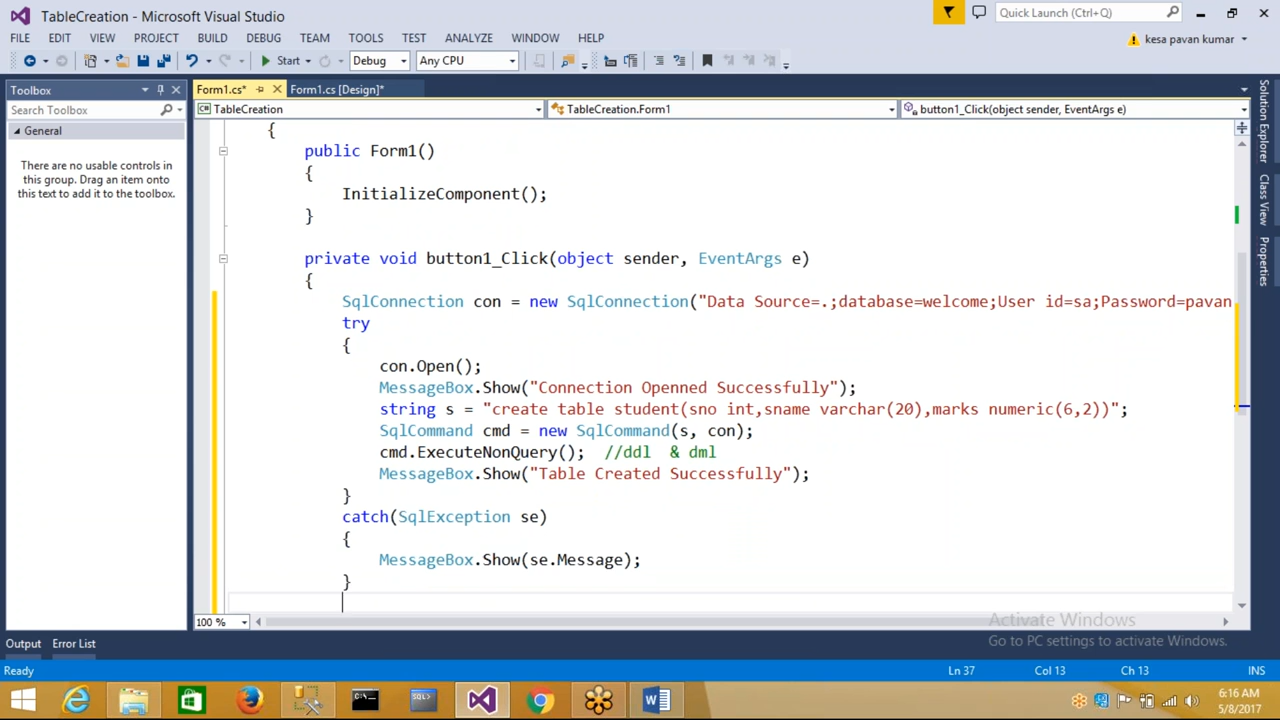 TableCreation - Microsoft Visual Studio
Quick Launch (Ctrl+Q)
FILE EDIT VIEW PROJECT BUILD DEBUG TEAM TOOLS TEST ANALYZE WINDOW HELP
kesa pavan kumar
Start Debug Any CPU
Toolbox
Form1.cs* Form1.cs [Design]*
Search Toolbox
TableCreation TableCreation.Form1 button1_Click(object sender, EventArgs e)
General
There are no usable controls in
this group. Drag an item onto
this text to add it to the toolbox.
{
public Form1()
{
InitializeComponent();
}
private void button1_Click(object sender, EventArgs e)
{
SqlConnection con = new SqlConnection("Data Source=.;database=welcome;User id=sa;Password=pavan
try
{
con.Open();
MessageBox.Show("Connection Openned Successfully");
string s = "create table student(sno int,sname varchar(20),marks numeric(6,2))";
SqlCommand cmd = new SqlCommand(s, con);
cmd.ExecuteNonQuery(); //ddl & dml
MessageBox.Show("Table Created Successfully");
}
catch(SqlException se)
{
MessageBox.Show(se.Message);
}
Solution Explorer
Class View
Properties
100 %
Activate Windows
Go to PC settings to activate Windows.
Output Error List
Ready Ln 37 Col 13 Ch 13 INS
6:16 AM
5/8/2017